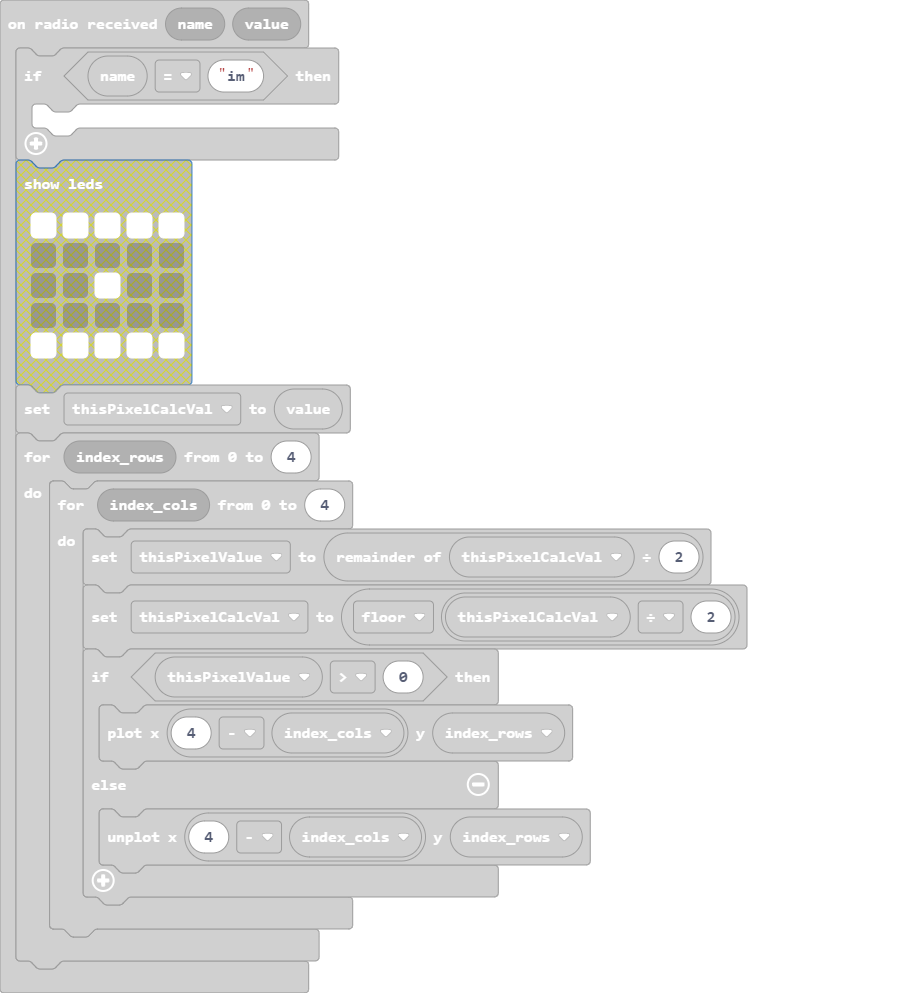 on radio received name value
if name = "im" then
show leds
set thisPixelCalcVal to value
for index_rows from 0 to 4
do
for index_cols from 0 to 4
do
set thisPixelValue to remainder of thisPixelCalcVal ÷ 2
set thisPixelCalcVal to floor thisPixelCalcVal ÷ 2
if thisPixelValue > 0 then
plot x 4 - index_cols y index_rows
else
unplot x 4 - index_cols y index_rows